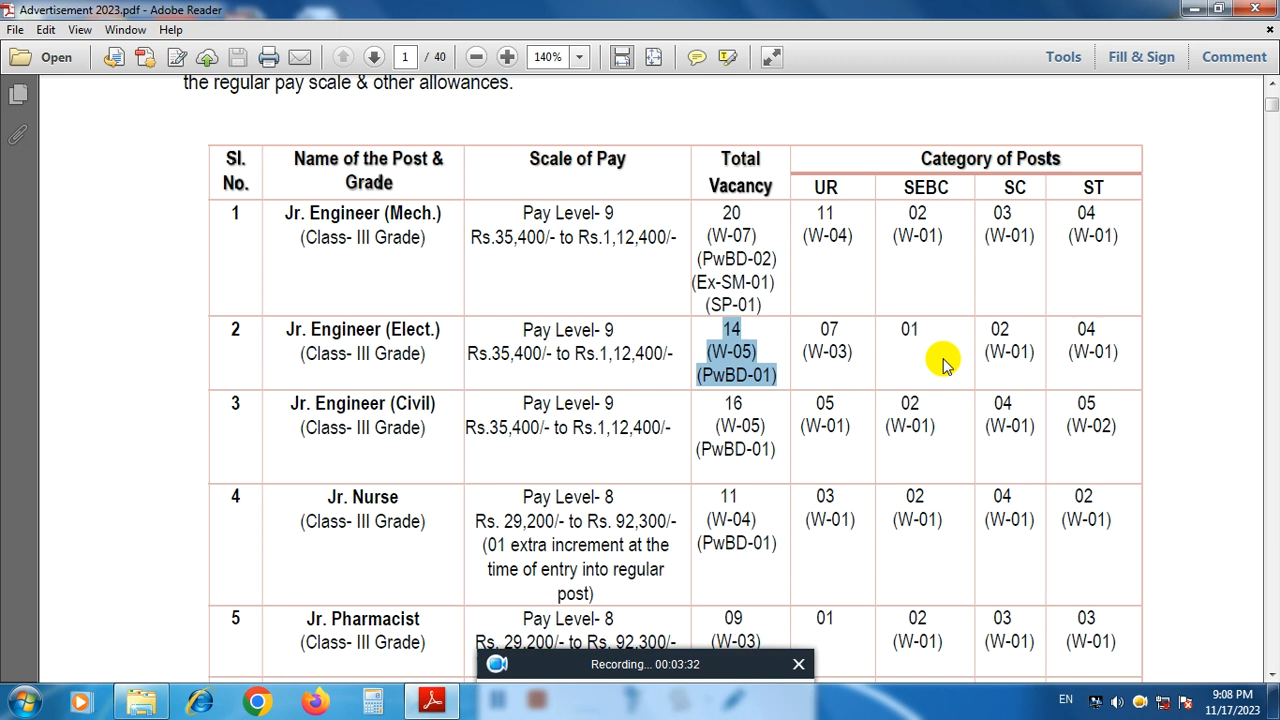 Advertisement 2023.pdf - Adobe Reader
File Edit View Window Help
Open 1 / 40 140% Tools Fill & Sign Comment
the regular pay scale & other allowances.
Sl. No. Name of the Post & Grade Scale of Pay Total Vacancy Category of Posts
UR SEBC SC ST
1 Jr. Engineer (Mech.) Pay Level- 9 20 11 02 03 04
(Class- III Grade) Rs.35,400/- to Rs.1,12,400/- (W-07) (W-04) (W-01) (W-01) (W-01)
(PwBD-02)
(Ex-SM-01)
(SP-01)
2 Jr. Engineer (Elect.) Pay Level- 9 14 07 01 02 04
(Class- III Grade) Rs.35,400/- to Rs.1,12,400/- (W-05) (W-03) (W-01) (W-01)
(PwBD-01)
3 Jr. Engineer (Civil) Pay Level- 9 16 05 02 04 05
(Class- III Grade) Rs.35,400/- to Rs.1,12,400/- (W-05) (W-01) (W-01) (W-01) (W-02)
(PwBD-01)
4 Jr. Nurse Pay Level- 8 11 03 02 04 02
(Class- III Grade) Rs. 29,200/- to Rs. 92,300/- (W-04) (W-01) (W-01) (W-01) (W-01)
(01 extra increment at the (PwBD-01)
time of entry into regular
post)
5 Jr. Pharmacist Pay Level- 8 09 01 02 03 03
(Class- III Grade) Rs. 29,200/- to Rs. 92,300/- (W-03) (W-01) (W-01) (W-01)
Recording... 00:03:32
EN 9:08 PM
11/17/2023